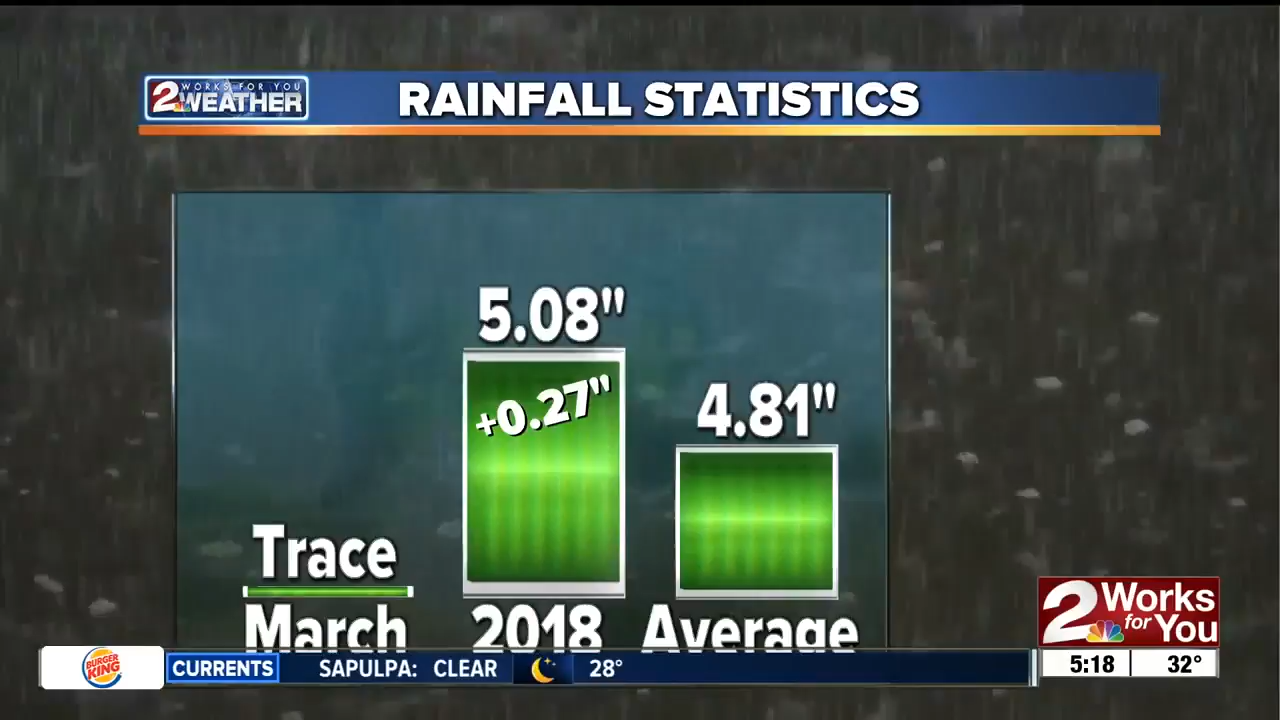 2 WORKS FOR YOU
WEATHER
RAINFALL STATISTICS
5.08"
+0.27"
4.81"
Trace
March
2018
Average
2 Works
for You
BURGER
KING
CURRENTS
SAPULPA: CLEAR
28°
5:18
32°